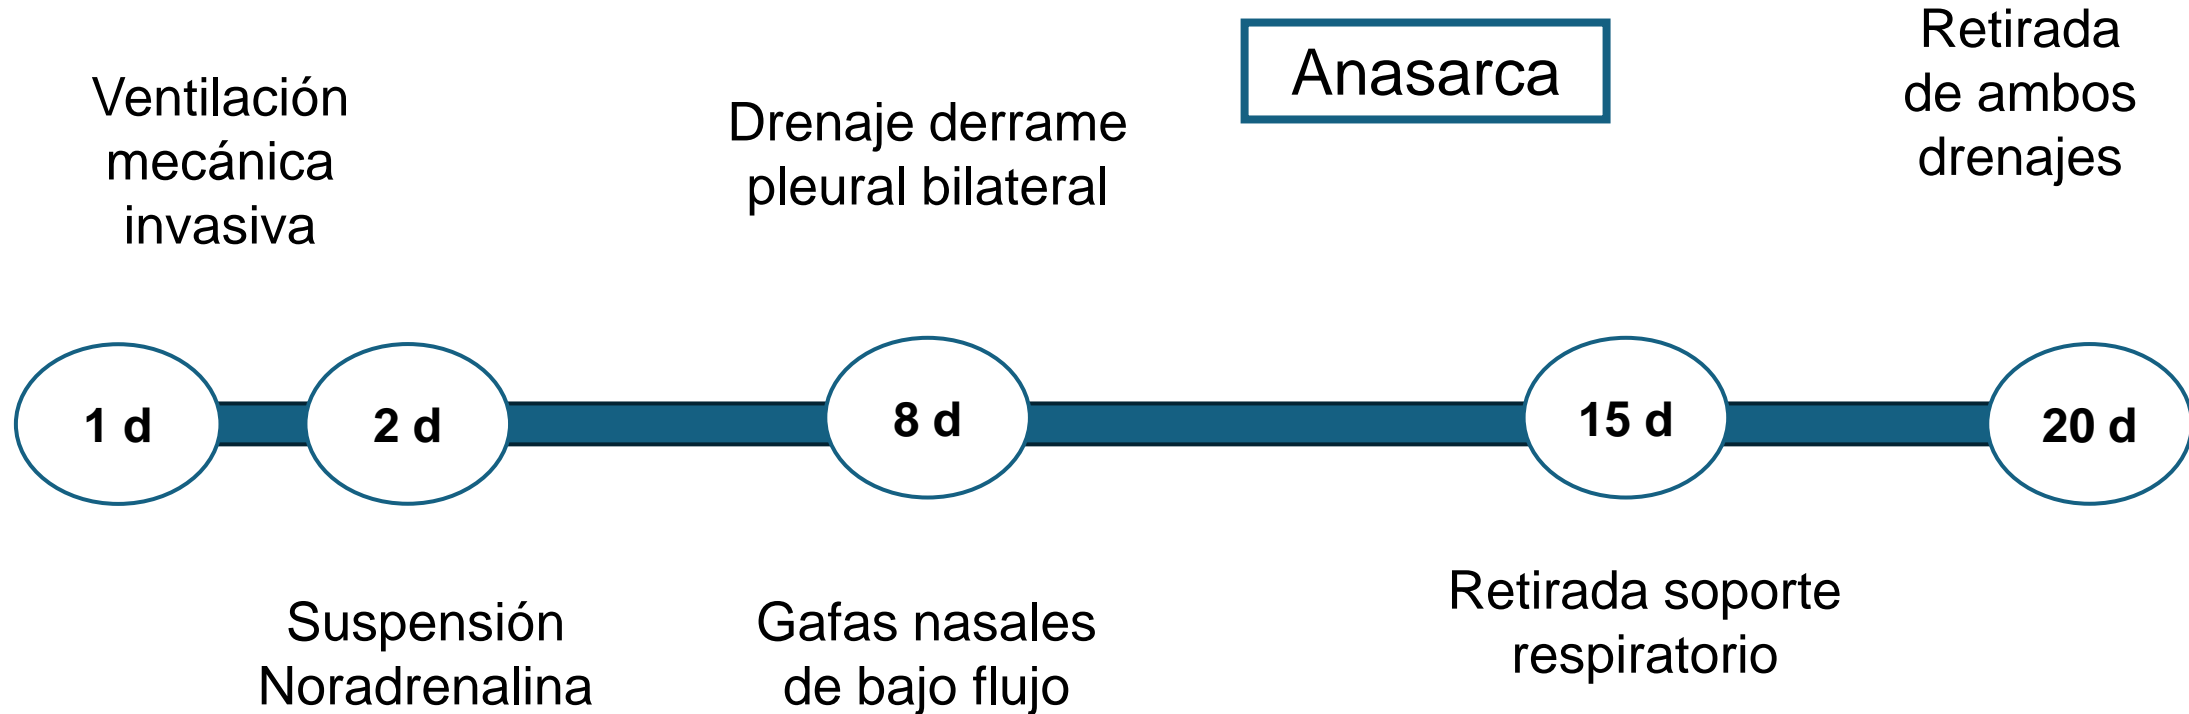 Ventilación
mecánica
invasiva
Drenaje derrame
pleural bilateral
Anasarca
Retirada
de ambos
drenajes
1 d
2 d
8 d
15 d
20 d
Suspensión
Noradrenalina
Gafas nasales
de bajo flujo
Retirada soporte
respiratorio